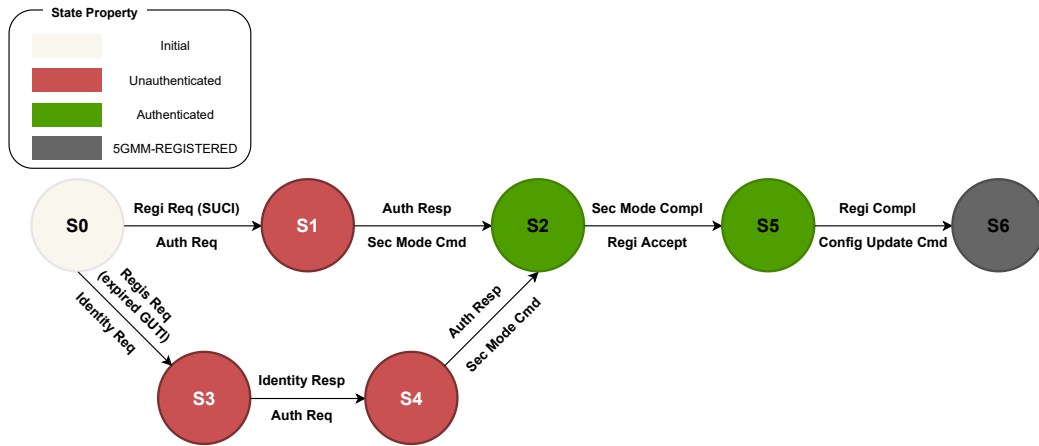 State Property
Initial
Unauthenticated
Authenticated
5GMM-REGISTERED
S0
Regi Req (SUCI)
Auth Req
S1
Auth Resp
Sec Mode Cmd
S2
Sec Mode Compl
Regi Accept
S5
Regi Compl
Config Update Cmd
S6
Regis Req
(expired GUTI)
Identity Req
S3
Identity Resp
Auth Req
S4
Auth Resp
Sec Mode Cmd